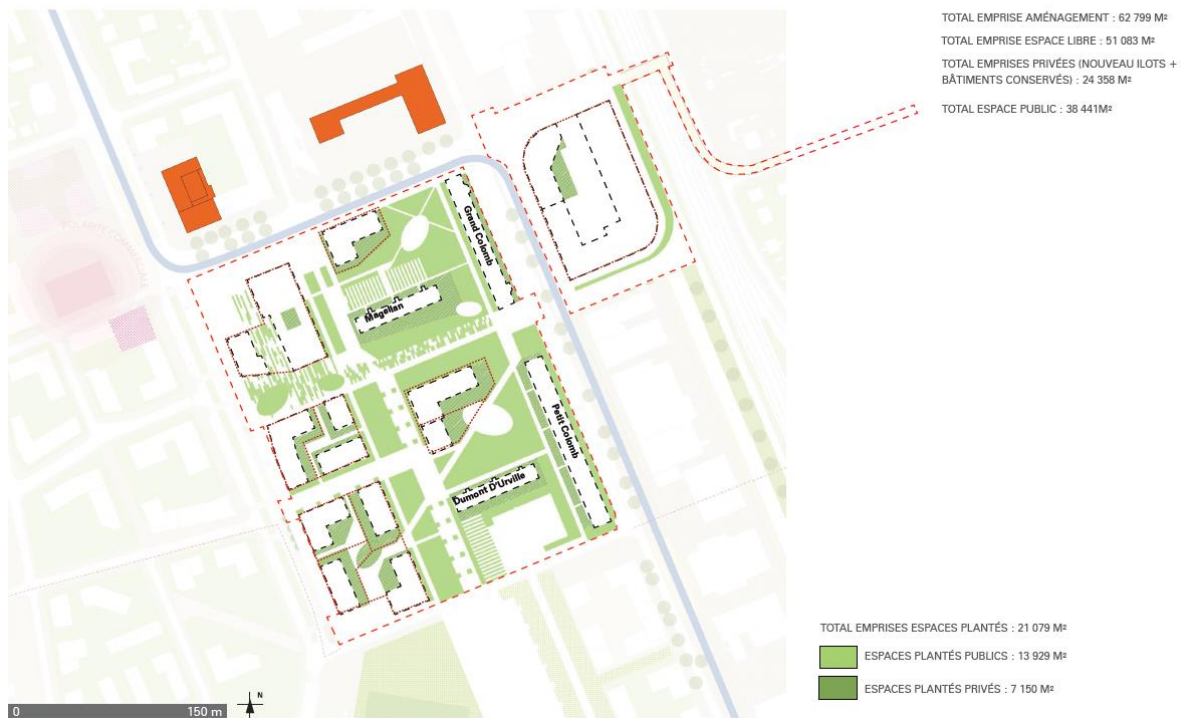 TOTAL EMPRISE AMÉNAGEMENT : 62 799 M²
TOTAL EMPRISE ESPACE LIBRE : 51 083 M²
TOTAL EMPRISES PRIVÉES (NOUVEAU ILOTS +
BÂTIMENTS CONSERVÉS) : 24 358 M²
TOTAL ESPACE PUBLIC : 38 441M²
POLARITÉ COMMERCIALE
Grand Colomb
Magellan
Petit Colomb
Dumont D'Urville
TOTAL EMPRISES ESPACES PLANTÉS : 21 079 M²
ESPACES PLANTÉS PUBLICS : 13 929 M²
ESPACES PLANTÉS PRIVÉS : 7 150 M²
0 150 m
N